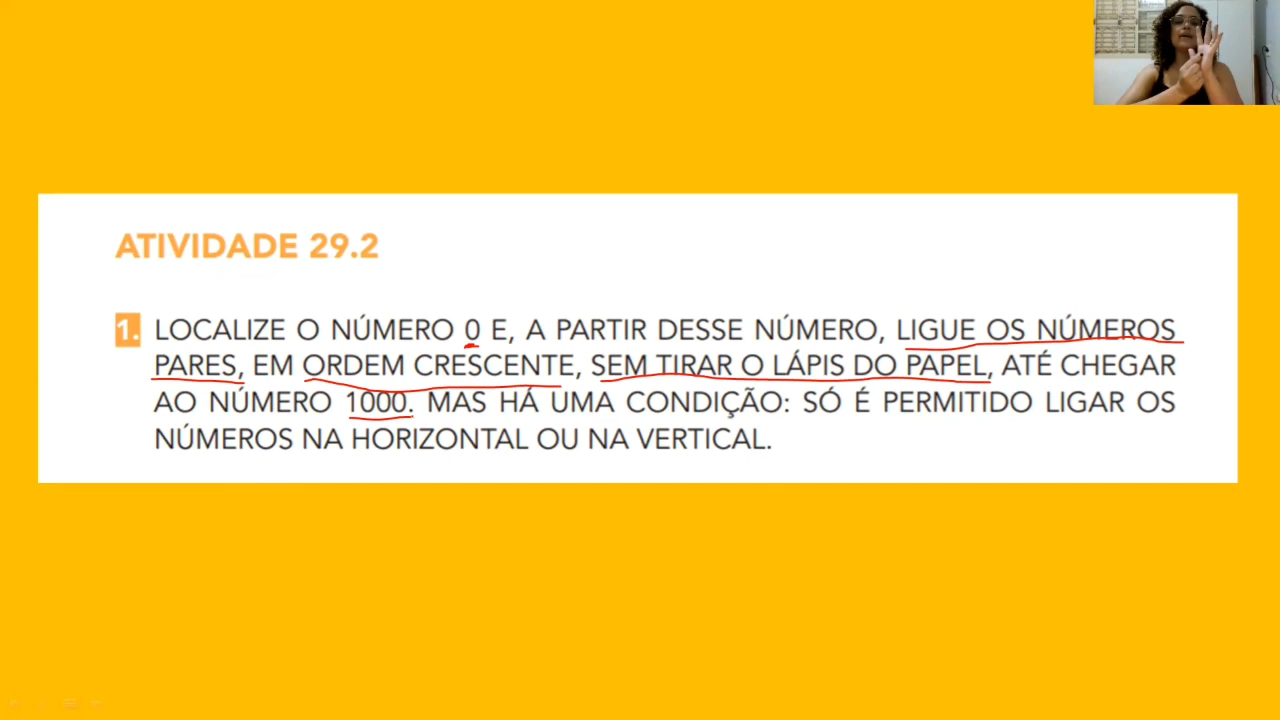 ATIVIDADE 29.2
1. LOCALIZE O NÚMERO 0 E, A PARTIR DESSE NÚMERO, LIGUE OS NÚMEROS
PARES, EM ORDEM CRESCENTE, SEM TIRAR O LÁPIS DO PAPEL, ATÉ CHEGAR
AO NÚMERO 1000. MAS HÁ UMA CONDIÇÃO: SÓ É PERMITIDO LIGAR OS
NÚMEROS NA HORIZONTAL OU NA VERTICAL.